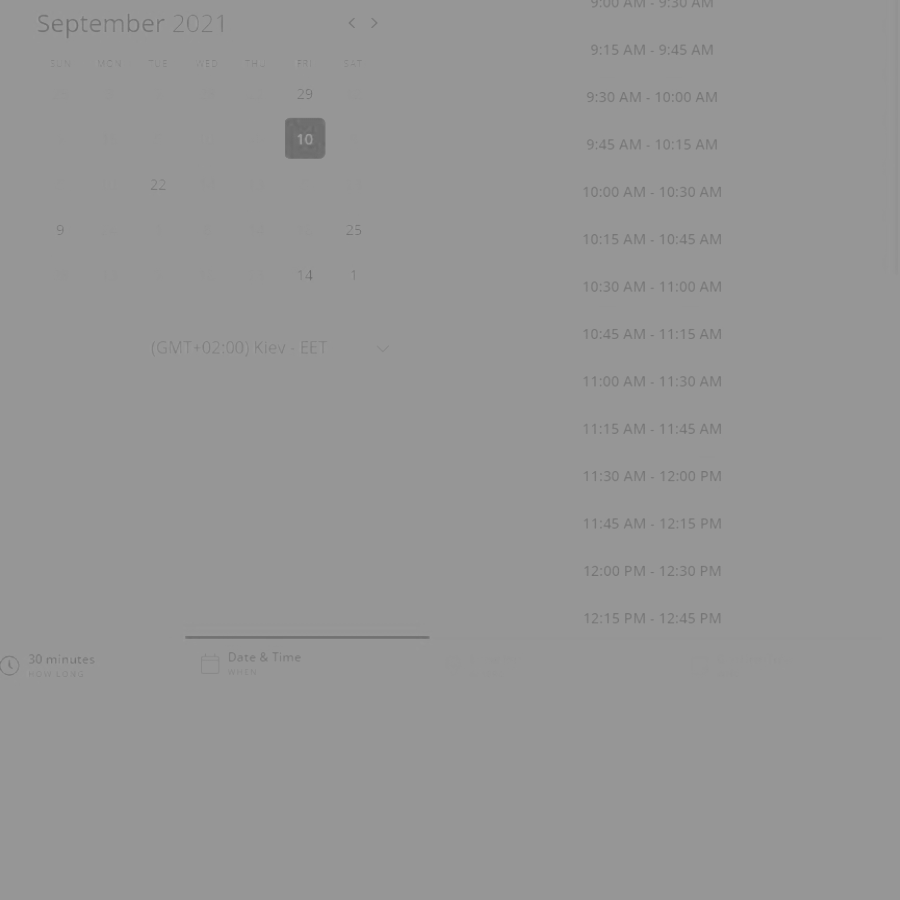 September 2021
SUN MON TUE WED THU FRI SAT
29
10
22
9 25
14 1
(GMT+02:00) Kiev - EET
9:00 AM - 9:30 AM
9:15 AM - 9:45 AM
9:30 AM - 10:00 AM
9:45 AM - 10:15 AM
10:00 AM - 10:30 AM
10:15 AM - 10:45 AM
10:30 AM - 11:00 AM
10:45 AM - 11:15 AM
11:00 AM - 11:30 AM
11:15 AM - 11:45 AM
11:30 AM - 12:00 PM
11:45 AM - 12:15 PM
12:00 PM - 12:30 PM
12:15 PM - 12:45 PM
30 minutes
HOW LONG
Date & Time
WHEN